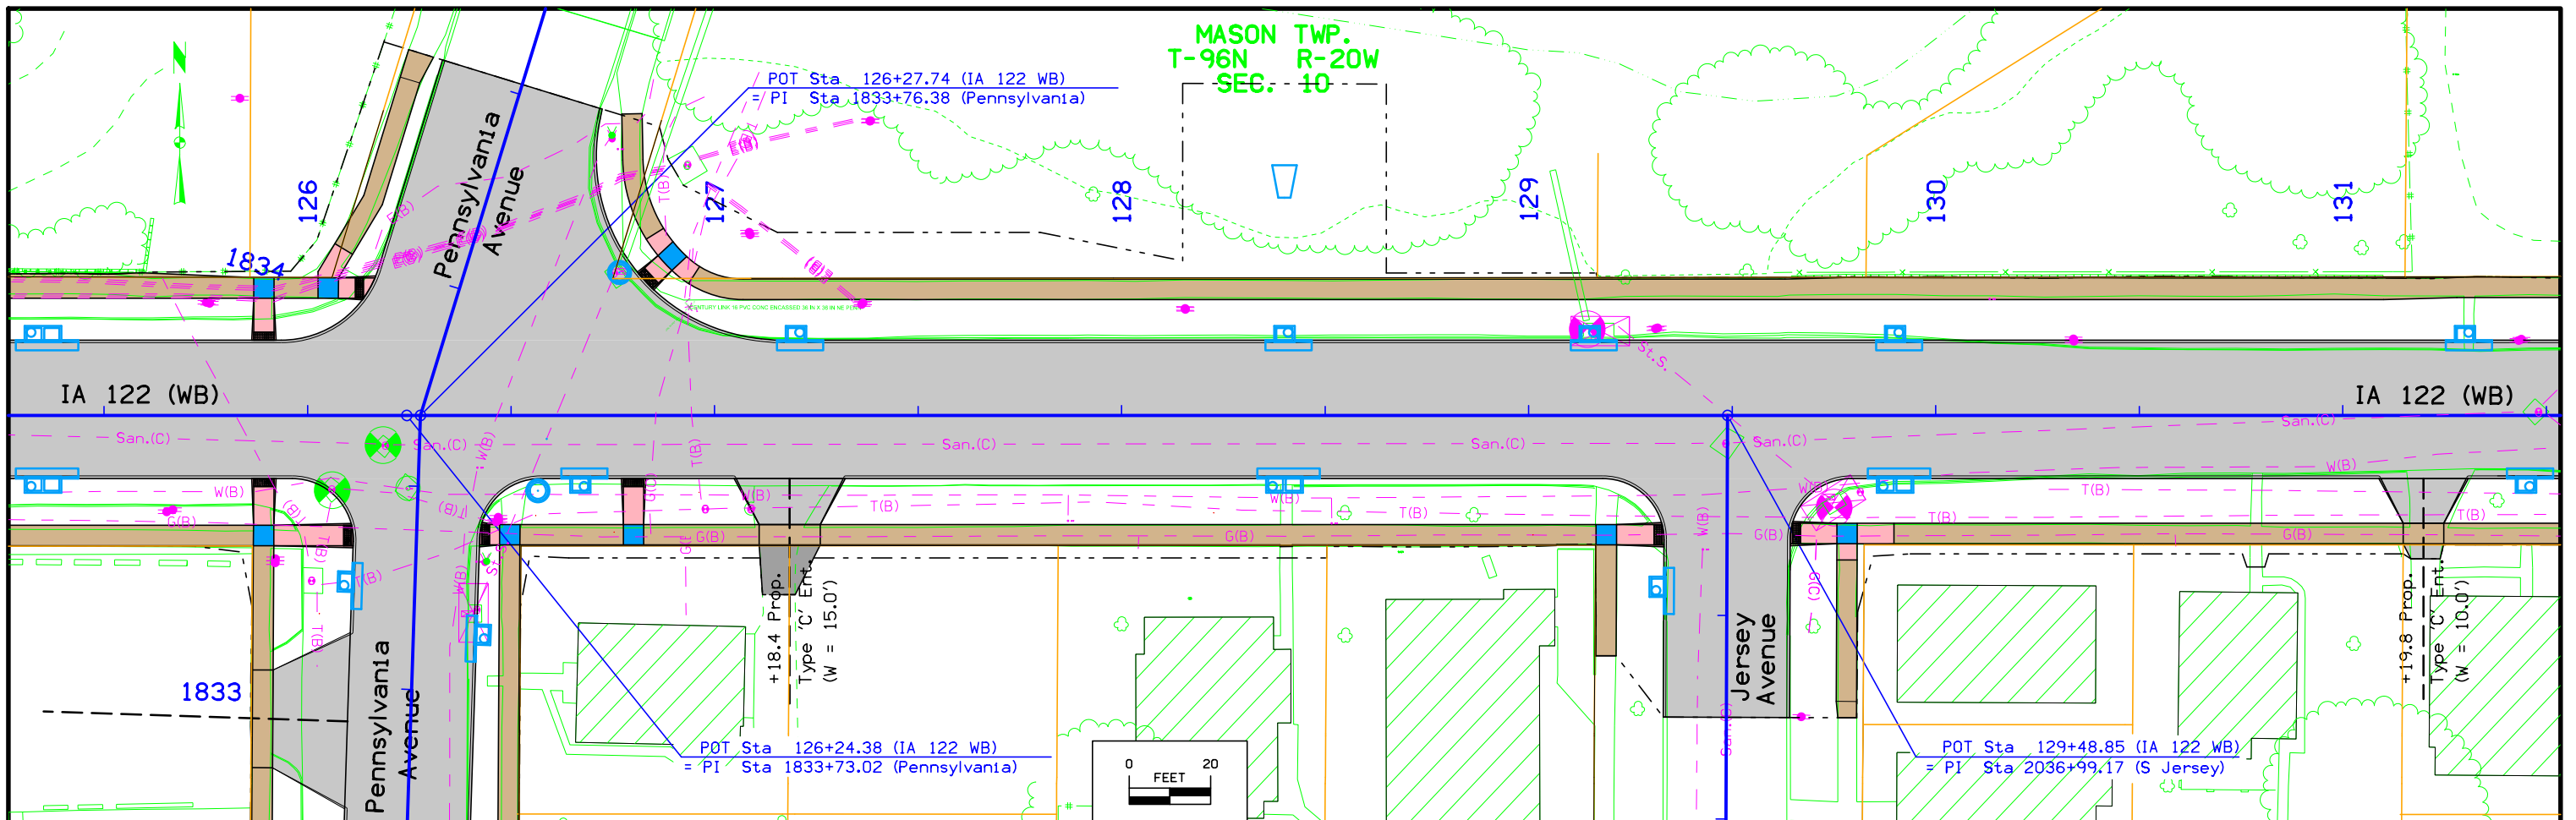 MASON TWP.
T-96N R-20W
SEC. 10
POT Sta 126+27.74 (IA 122 WB)
= PI Sta 1833+76.38 (Pennsylvania)
Pennsylvania
Avenue
126
127
128
129
130
131
1834
E(B)
E(B)
E(B)
E(B)
T(B)
St.S.
IA 122 (WB)
IA 122 (WB)
San.(C)
San.(C)
San.(C)
San.(C)
San.(C)
San.(C)
W(B)
T(B)
G(C)
W(B)
W(B)
W(B)
W(B)
W(B)
T(B)
T(B)
T(B)
T(B)
T(B)
T(B)
T(B)
T(B)
T(B)
T(B)
G(B)
G(B)
G(B)
G(B)
G(B)
W(B)
W(B)
G(C)
San.(C)
1833
Pennsylvania
Avenue
+18.4 Prop.
Type 'C' Ent.
(W = 15.0')
Jersey
Avenue
+19.8 Prop.
Type 'C' Ent.
(W = 10.0')
POT Sta 126+24.38 (IA 122 WB)
= PI Sta 1833+73.02 (Pennsylvania)
0 20
FEET
POT Sta 129+48.85 (IA 122 WB)
= PI Sta 2036+99.17 (S Jersey)